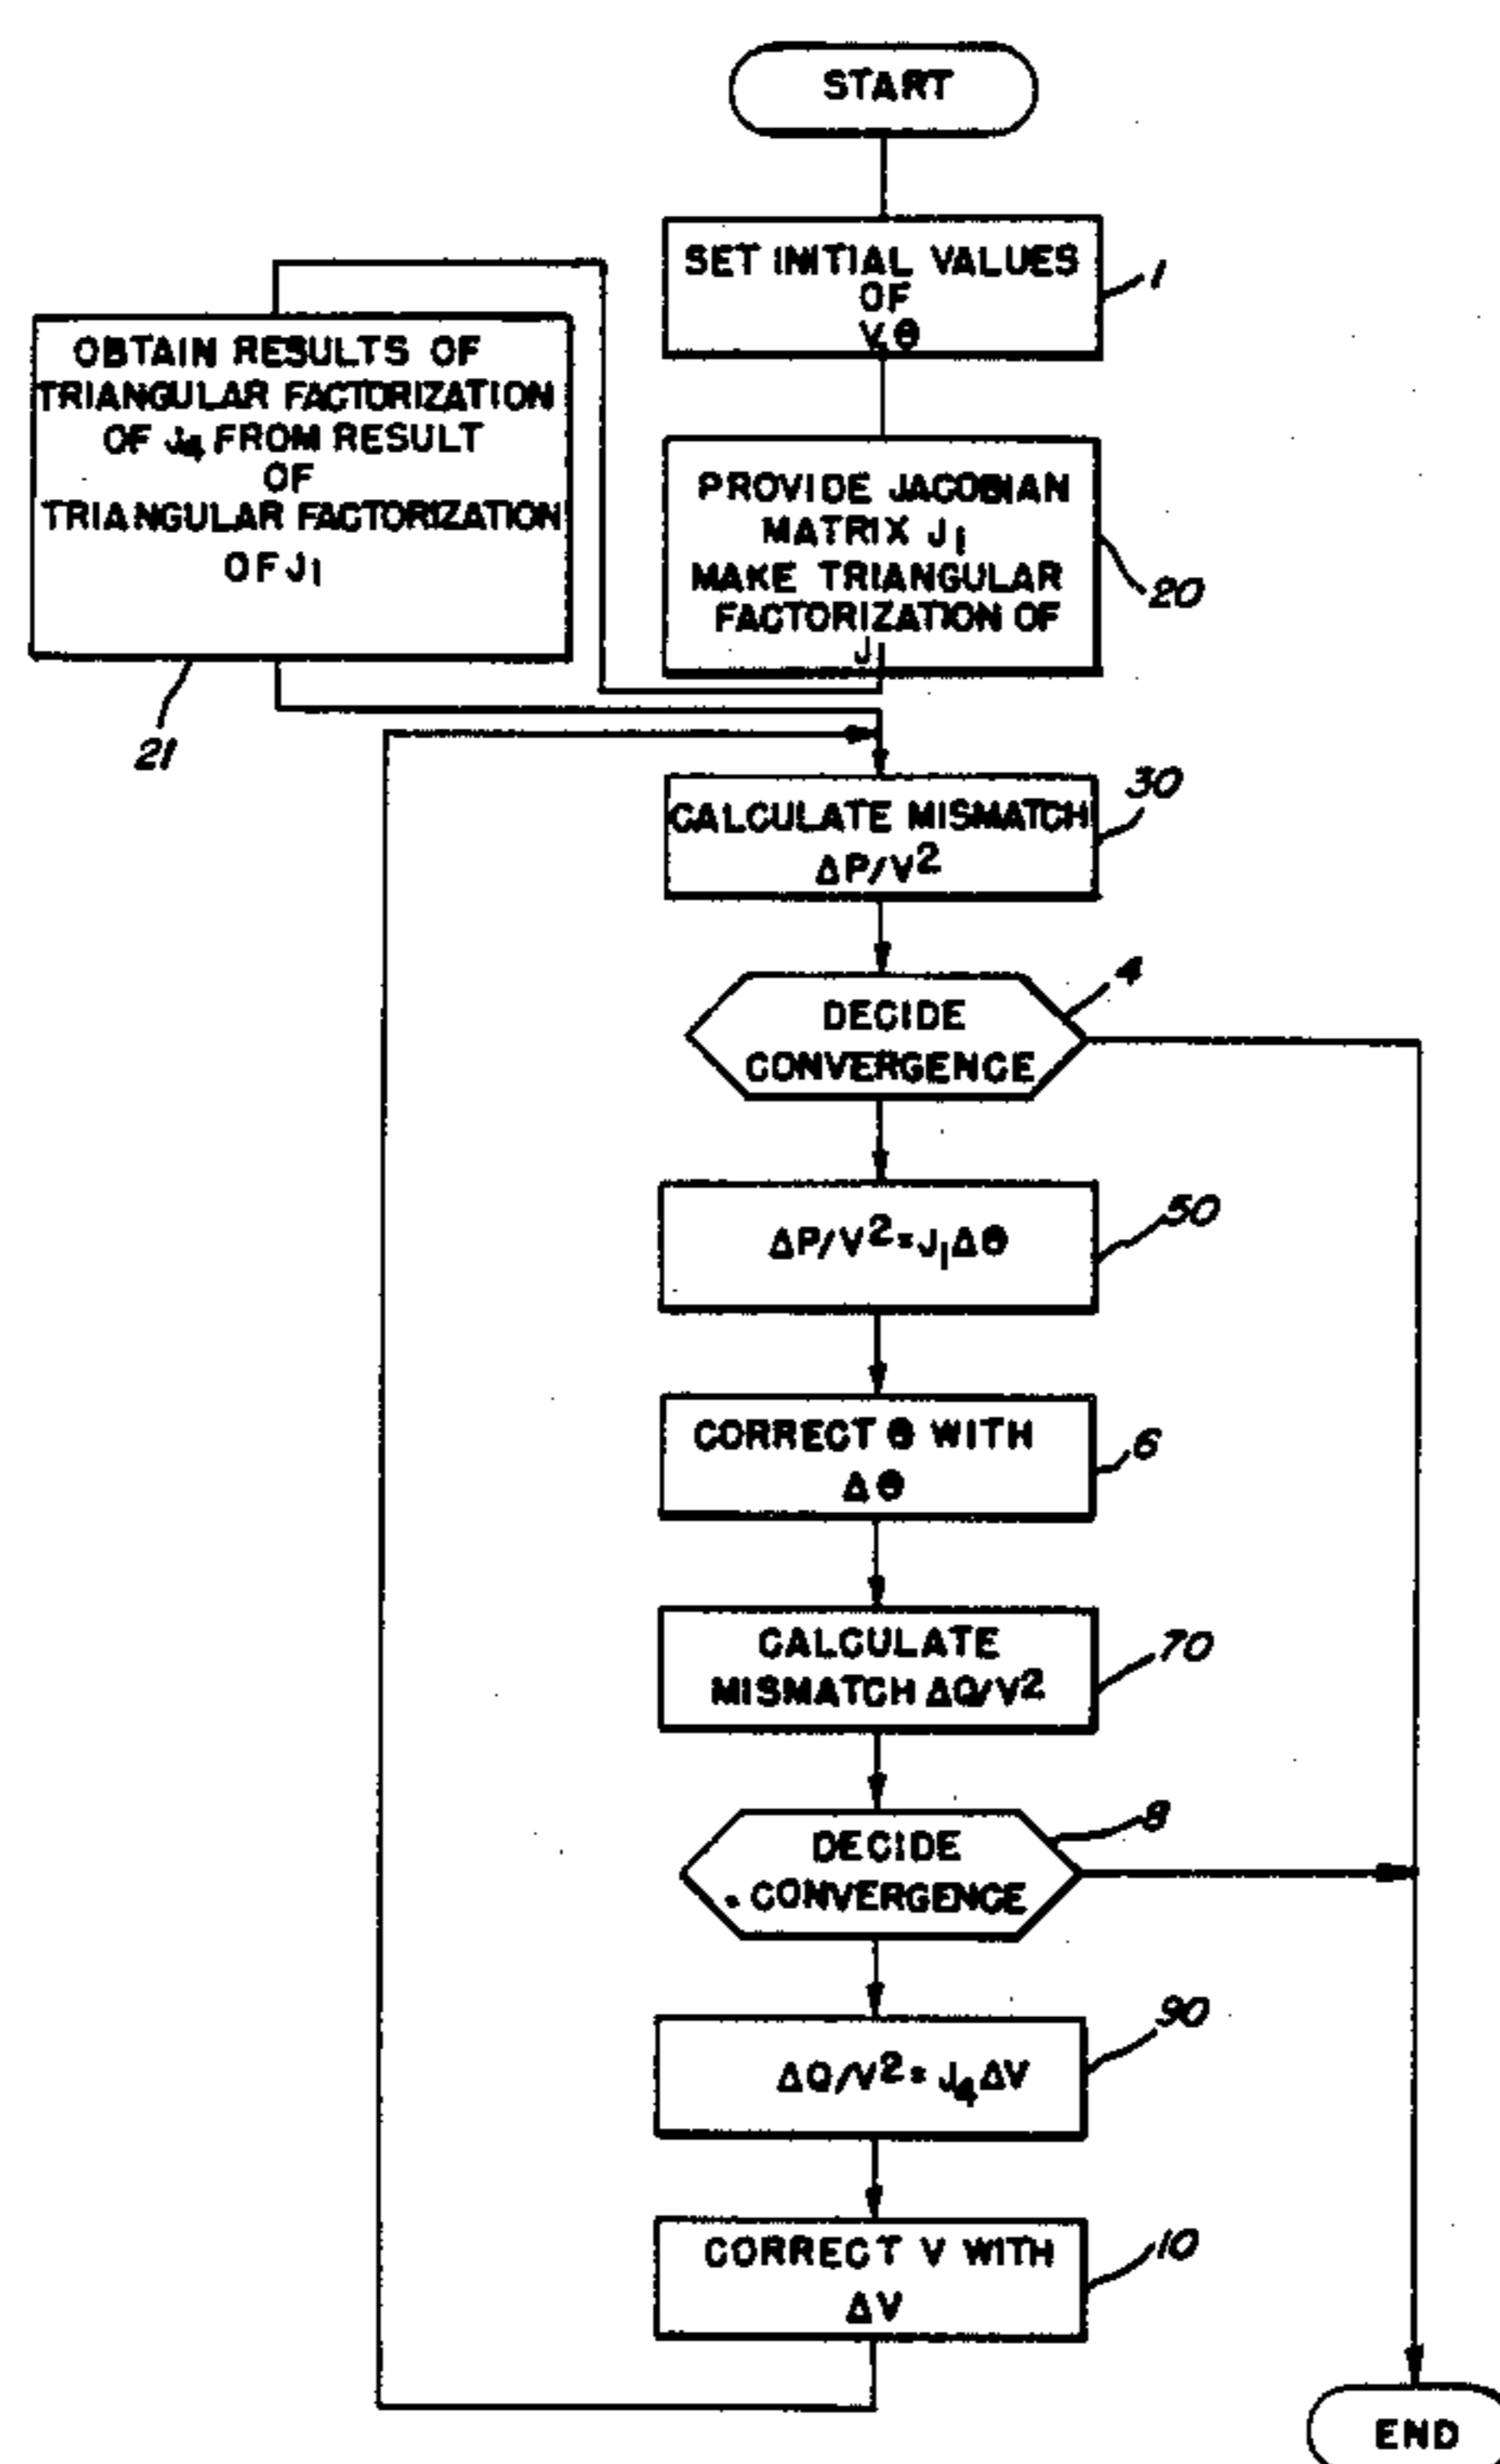 START
SET INITIAL VALUES
OF
V, θ
1
OBTAIN RESULTS OF
TRIANGULAR FACTORIZATION
OF J4 FROM RESULT
OF
TRIANGULAR FACTORIZATION
OF J1
21
PROVIDE JACOBIAN
MATRIX J1
MAKE TRIANGULAR
FACTORIZATION OF
J1
20
CALCULATE MISMATCH
ΔP/V²
30
DECIDE
CONVERGENCE
4
ΔP/V² = J1Δθ
50
CORRECT θ WITH
Δθ
6
CALCULATE
MISMATCH ΔQ/V²
70
DECIDE
CONVERGENCE
8
ΔQ/V² = J4ΔV
90
CORRECT V WITH
ΔV
10
END